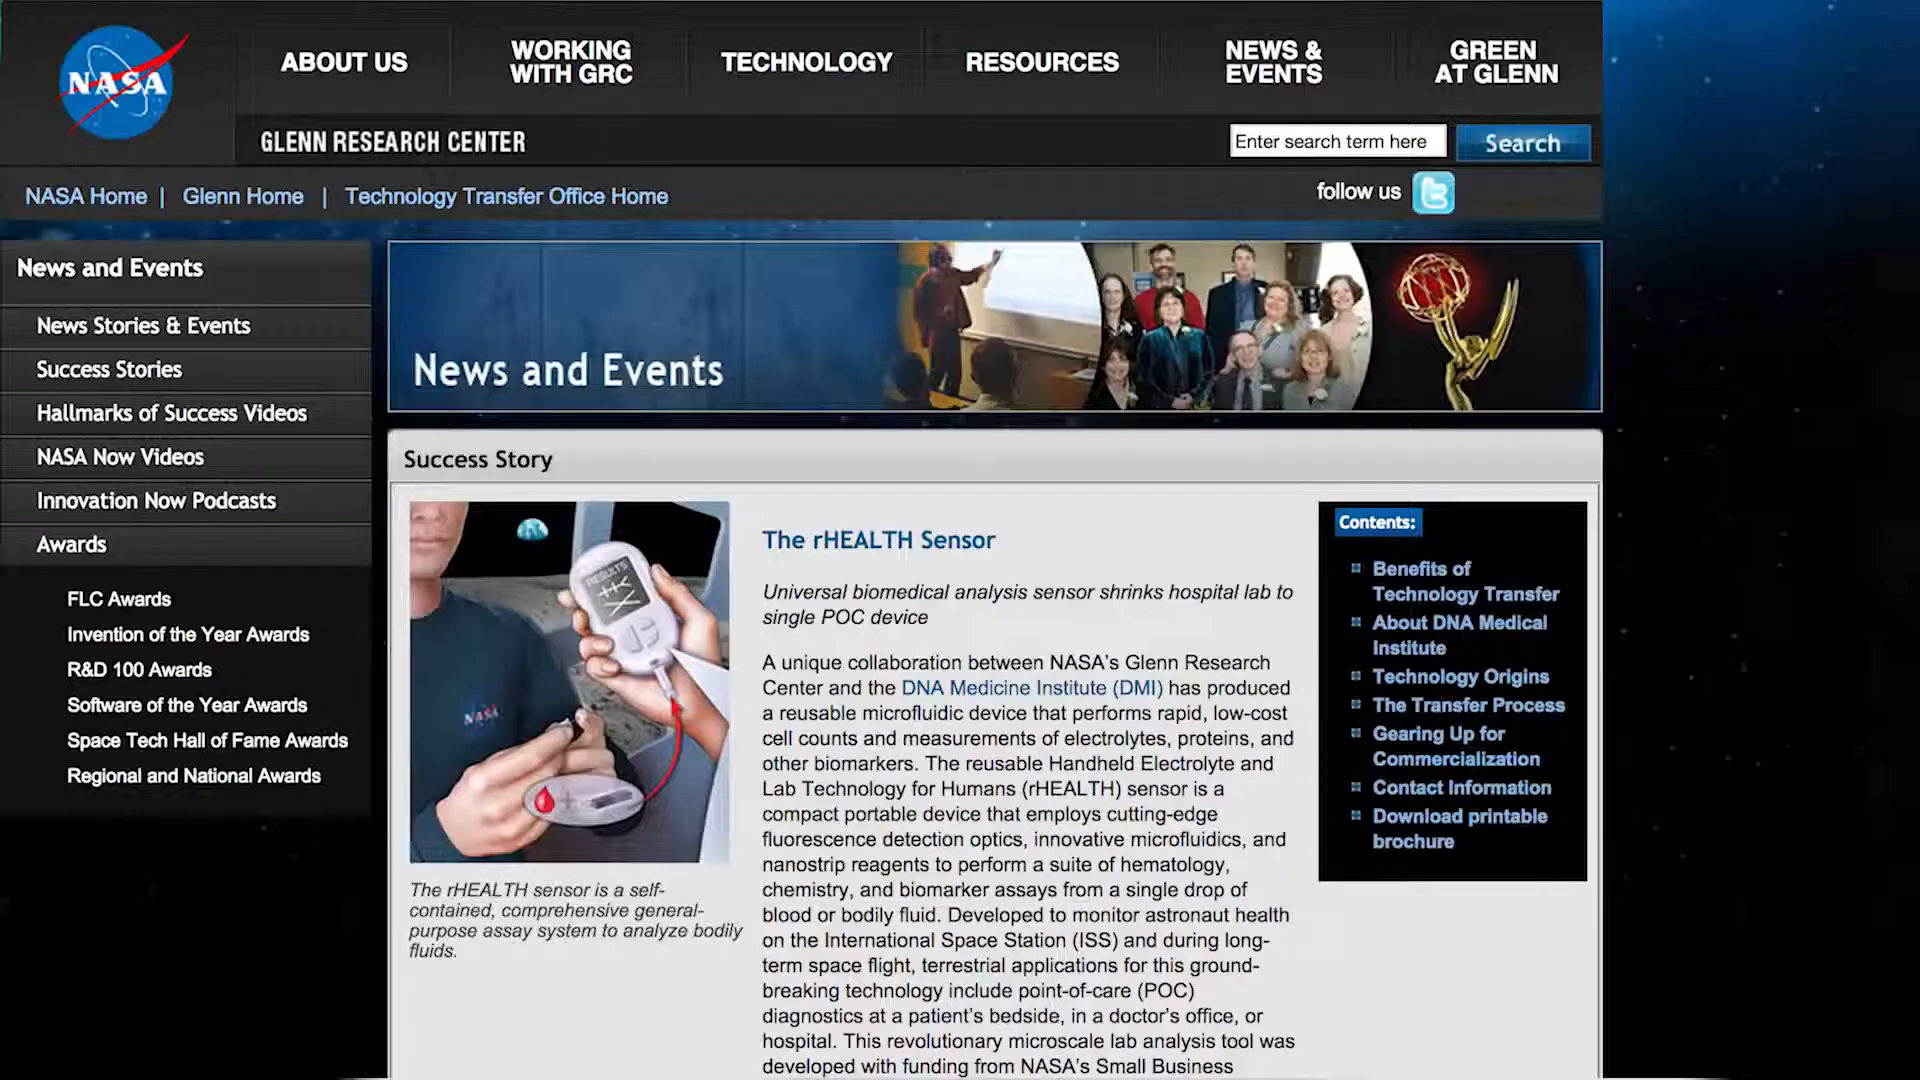 NASA
ABOUT US
WORKING
WITH GRC
TECHNOLOGY
RESOURCES
NEWS &
EVENTS
GREEN
AT GLENN
GLENN RESEARCH CENTER
Enter search term here
Search
NASA Home | Glenn Home | Technology Transfer Office Home
follow us
t
News and Events
News Stories & Events
Success Stories
Hallmarks of Success Videos
NASA Now Videos
Innovation Now Podcasts
Awards
FLC Awards
Invention of the Year Awards
R&D 100 Awards
Software of the Year Awards
Space Tech Hall of Fame Awards
Regional and National Awards
News and Events
Success Story
RESULTS
NASA
The rHEALTH sensor is a self-
contained, comprehensive general-
purpose assay system to analyze bodily
fluids.
The rHEALTH Sensor
Universal biomedical analysis sensor shrinks hospital lab to
single POC device
A unique collaboration between NASA's Glenn Research
Center and the DNA Medicine Institute (DMI) has produced
a reusable microfluidic device that performs rapid, low-cost
cell counts and measurements of electrolytes, proteins, and
other biomarkers. The reusable Handheld Electrolyte and
Lab Technology for Humans (rHEALTH) sensor is a
compact portable device that employs cutting-edge
fluorescence detection optics, innovative microfluidics, and
nanostrip reagents to perform a suite of hematology,
chemistry, and biomarker assays from a single drop of
blood or bodily fluid. Developed to monitor astronaut health
on the International Space Station (ISS) and during long-
term space flight, terrestrial applications for this ground-
breaking technology include point-of-care (POC)
diagnostics at a patient's bedside, in a doctor's office, or
hospital. This revolutionary microscale lab analysis tool was
developed with funding from NASA's Small Business
Contents:
Benefits of
Technology Transfer
About DNA Medical
Institute
Technology Origins
The Transfer Process
Gearing Up for
Commercialization
Contact Information
Download printable
brochure